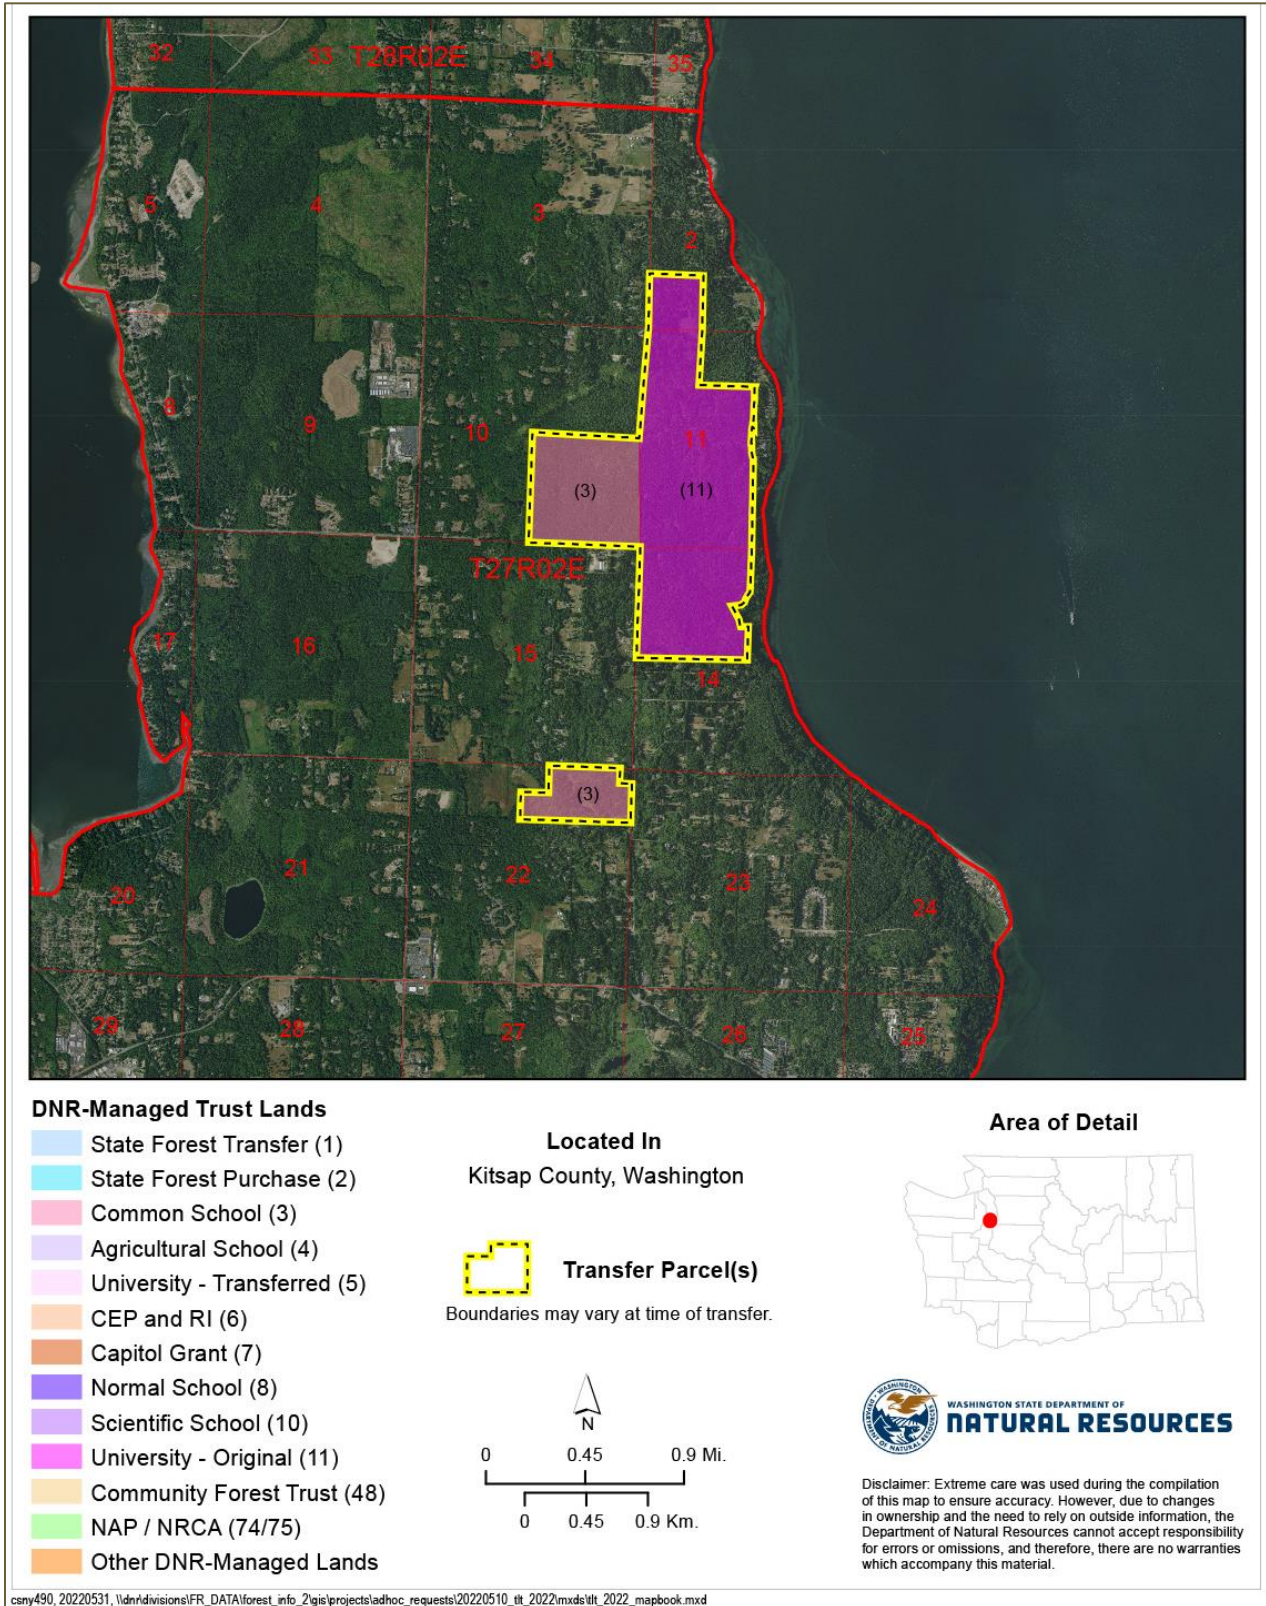 32
33
T28R02E
34
35
5
4
3
2
8
9
10
11
(3)
(11)
T27R02E
17
16
15
14
(3)
21
22
20
23
24
29
28
27
26
25
DNR-Managed Trust Lands
State Forest Transfer (1)
State Forest Purchase (2)
Common School (3)
Agricultural School (4)
University - Transferred (5)
CEP and RI (6)
Capitol Grant (7)
Normal School (8)
Scientific School (10)
University - Original (11)
Community Forest Trust (48)
NAP / NRCA (74/75)
Other DNR-Managed Lands
Located In
Kitsap County, Washington
Transfer Parcel(s)
Boundaries may vary at time of transfer.
N
0 0.45 0.9 Mi.
0 0.45 0.9 Km.
Area of Detail
WASHINGTON
DEPARTMENT OF NATURAL RESOURCES
WASHINGTON STATE DEPARTMENT OF
NATURAL RESOURCES
Disclaimer: Extreme care was used during the compilation
of this map to ensure accuracy. However, due to changes
in ownership and the need to rely on outside information, the
Department of Natural Resources cannot accept responsibility
for errors or omissions, and therefore, there are no warranties
which accompany this material.
csny490, 20220531, \\dnr\divisions\FR_DATA\forest_info_2\gis\projects\adhoc_requests\20220510_tlt_2022\mxds\tlt_2022_mapbook.mxd